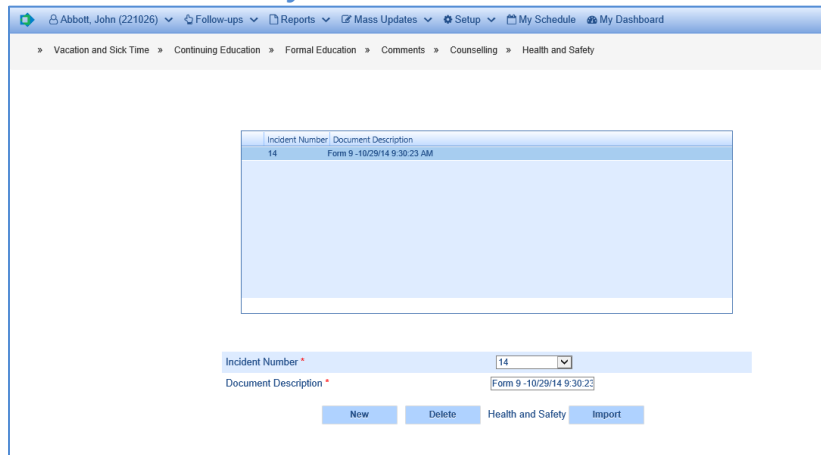 Abbott, John (221026) Follow-ups Reports Mass Updates Setup My Schedule My Dashboard
» Vacation and Sick Time » Continuing Education » Formal Education » Comments » Counselling » Health and Safety
Incident Number Document Description
14 Form 9 -10/29/14 9:30:23 AM
Incident Number * 14
Document Description * Form 9 -10/29/14 9:30:23
New Delete Health and Safety Import